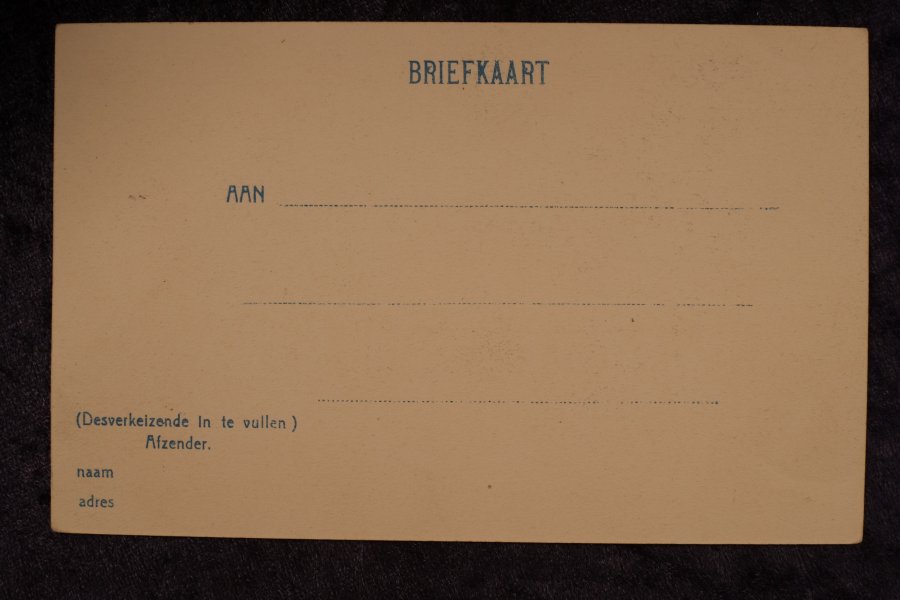 BRIEFKAART
AAN
(Desverkeizende in te vullen)
Afzender.
naam
adres